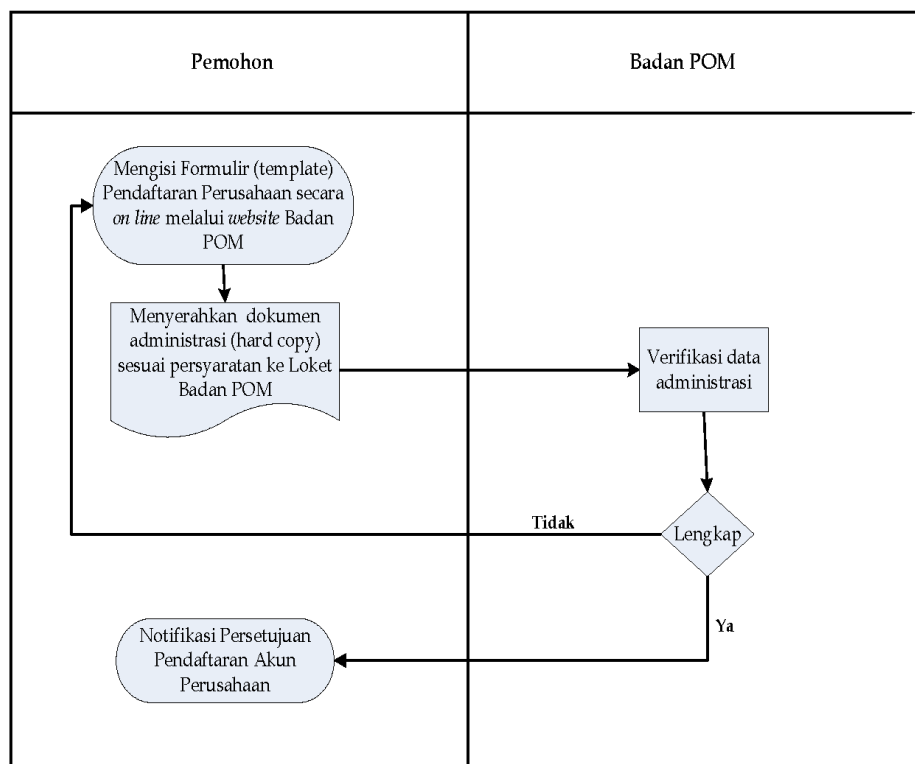 Pemohon
Badan POM
Mengisi Formulir (template)
Pendaftaran Perusahaan secara
on line melalui website Badan
POM
Menyerahkan dokumen
administrasi (hard copy)
sesuai persyaratan ke Loket
Badan POM
Verifikasi data
administrasi
Lengkap
Tidak
Ya
Notifikasi Persetujuan
Pendaftaran Akun
Perusahaan